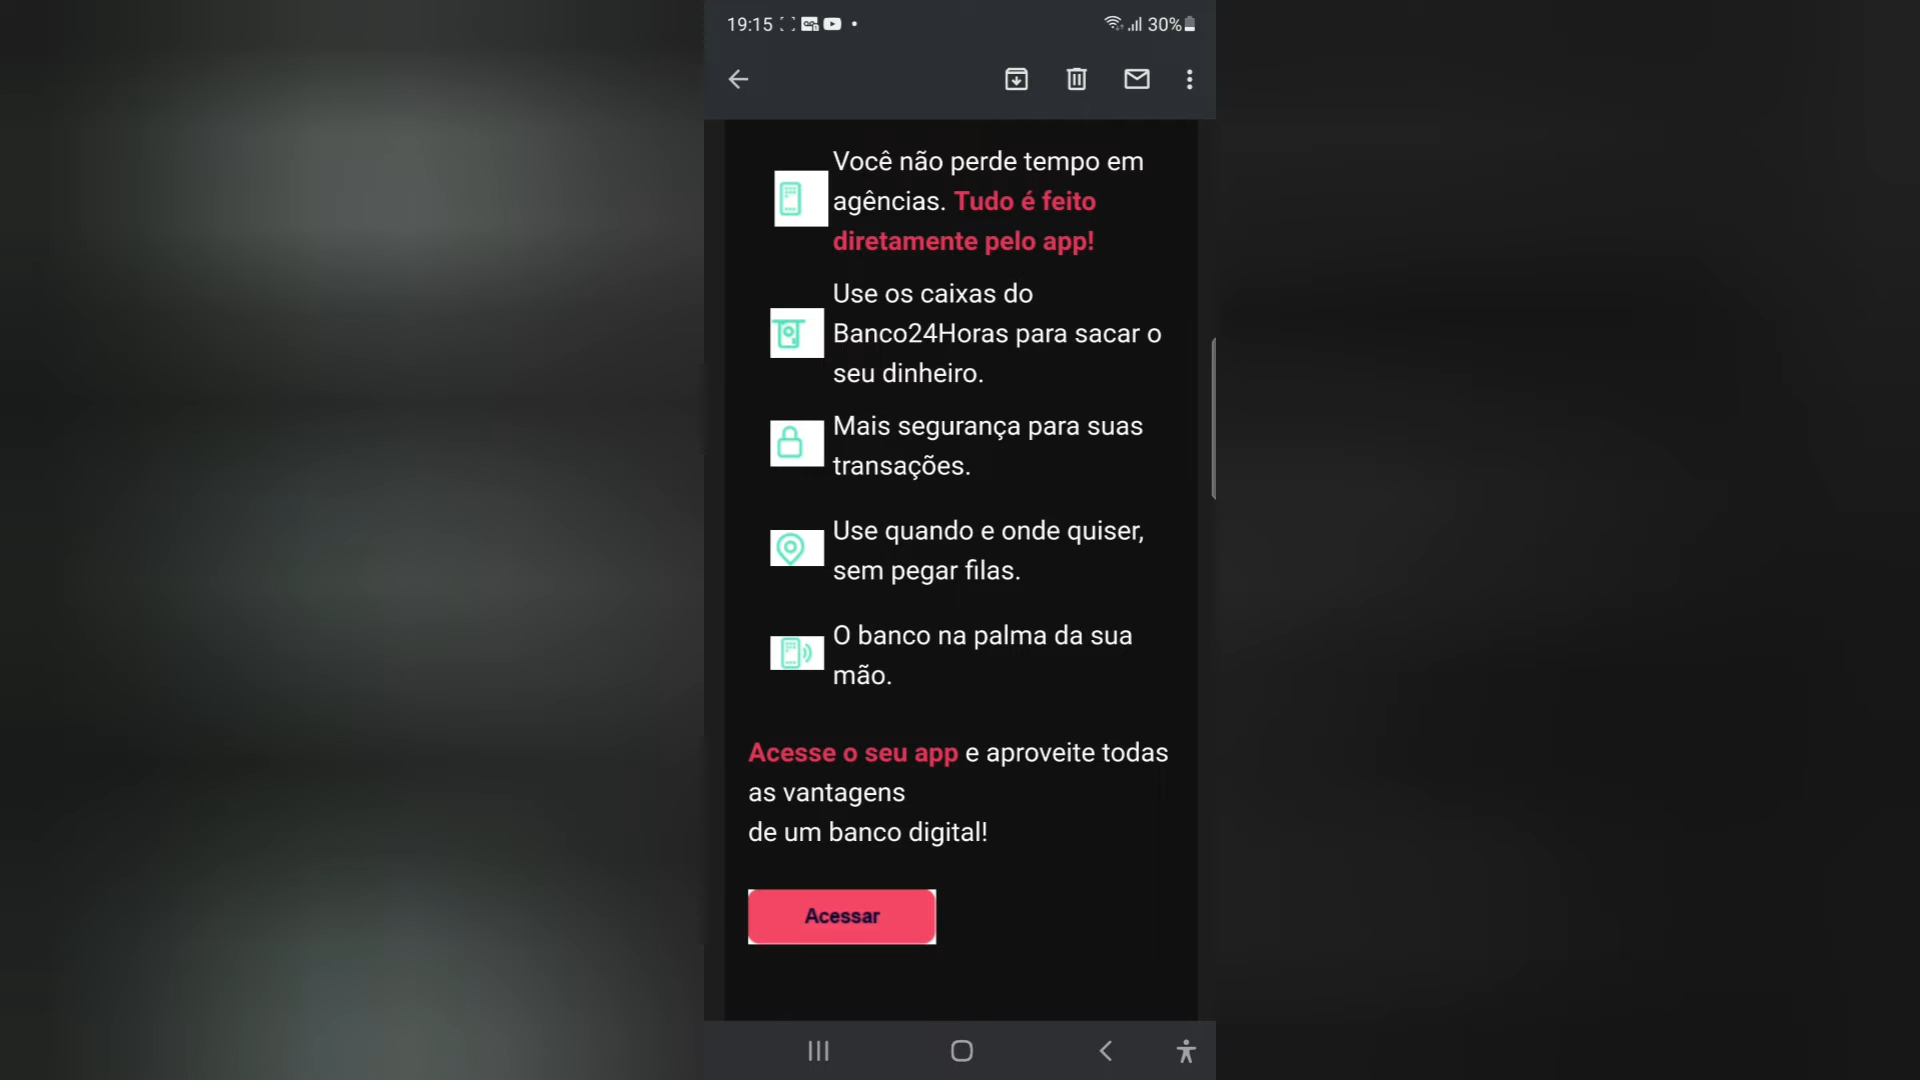 19:15
30%
Você não perde tempo em
agências. Tudo é feito
diretamente pelo app!
Use os caixas do
Banco24Horas para sacar o
seu dinheiro.
Mais segurança para suas
transações.
Use quando e onde quiser,
sem pegar filas.
O banco na palma da sua
mão.
Acesse o seu app e aproveite todas
as vantagens
de um banco digital!
Acessar